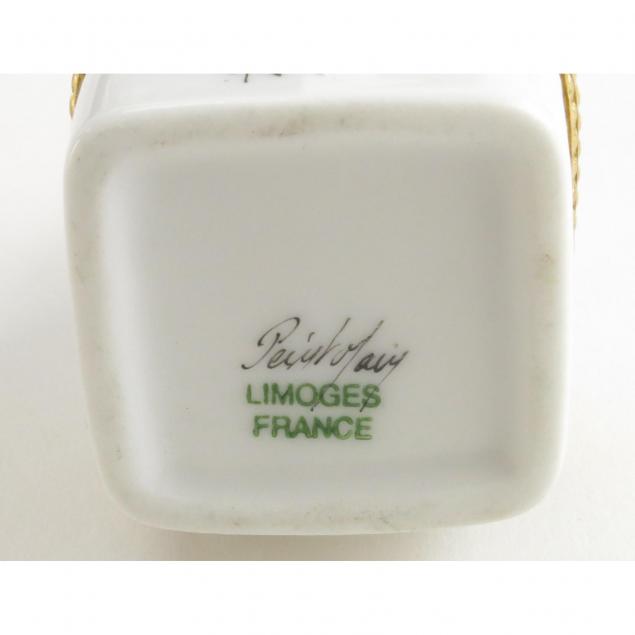 Peint Main
LIMOGES
FRANCE